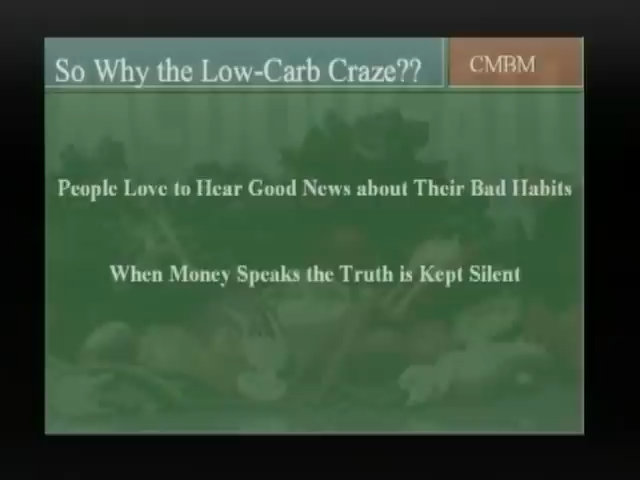 So Why the Low-Carb Craze??
CMBM
People Love to Hear Good News about Their Bad Habits
When Money Speaks the Truth is Kept Silent